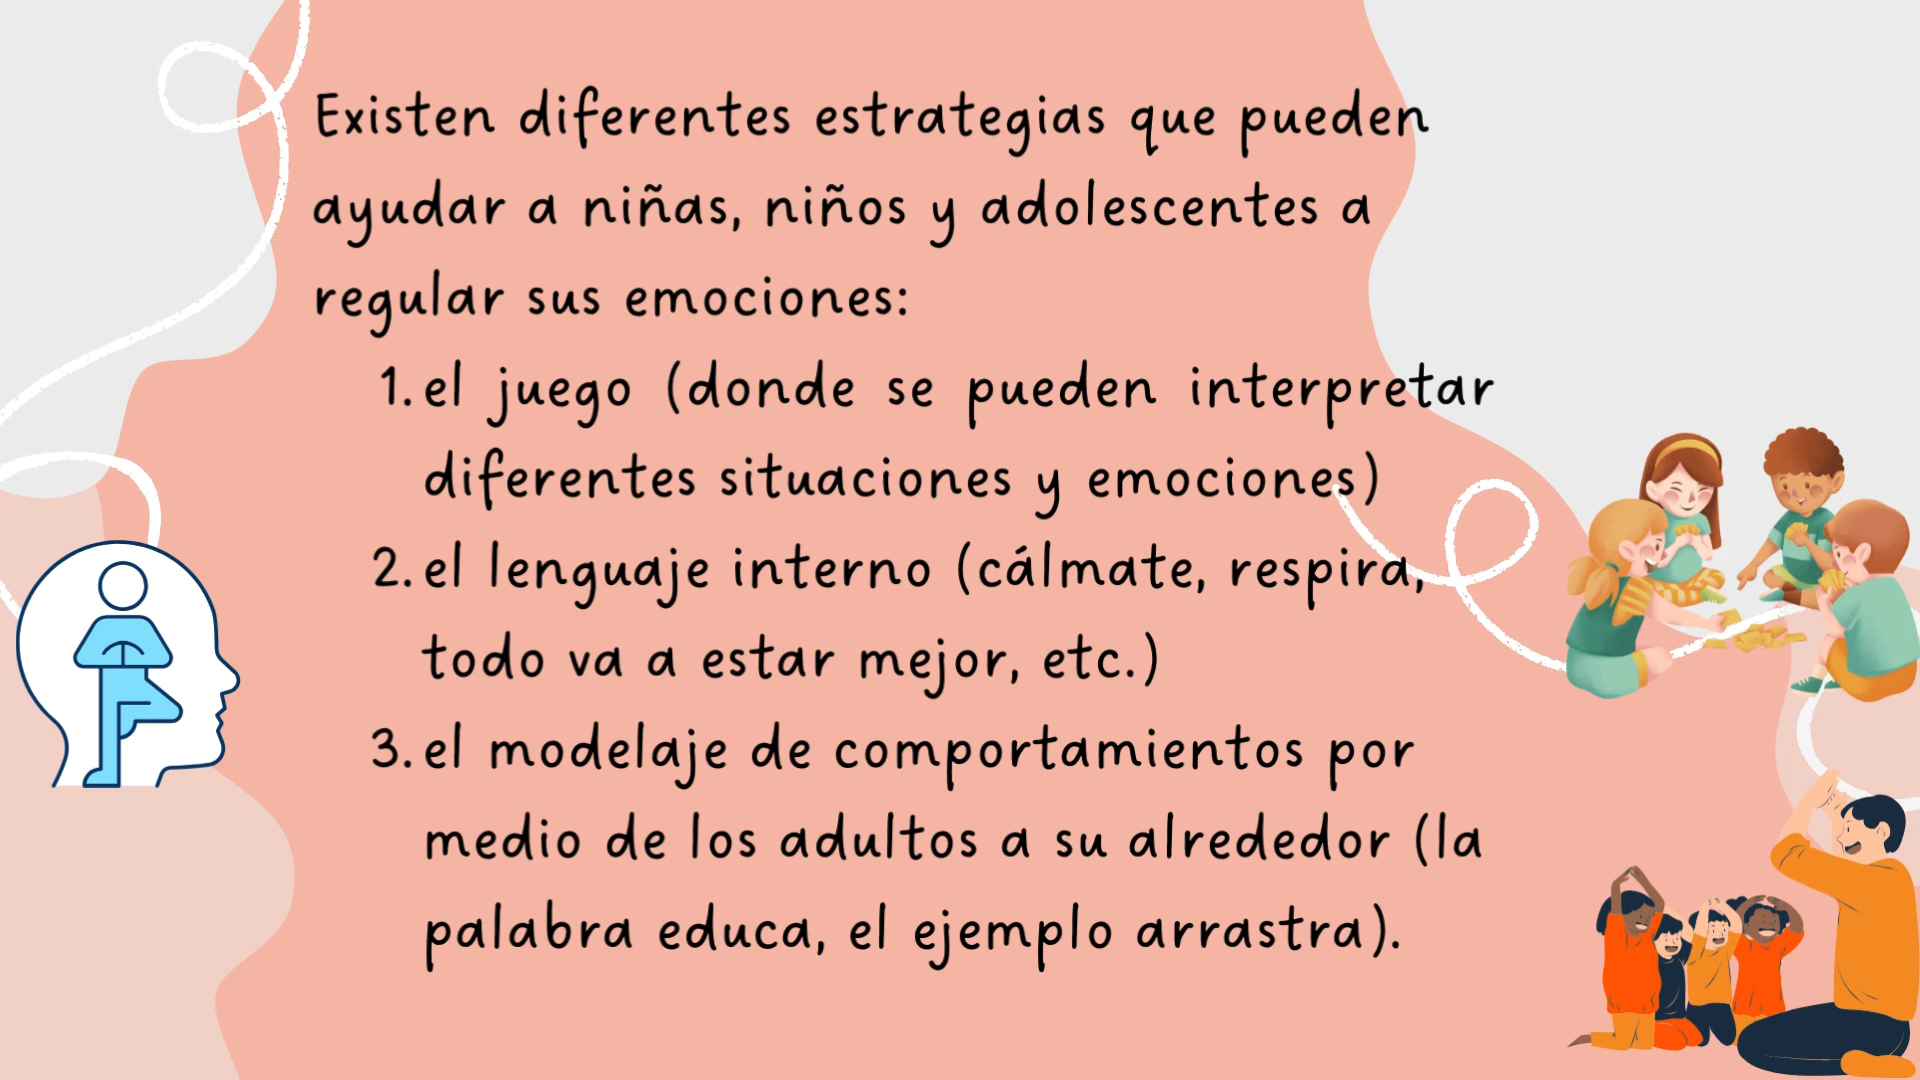 Existen diferentes estrategias que pueden
ayudar a niñas, niños y adolescentes a
regular sus emociones:
1. el juego (donde se pueden interpretar
diferentes situaciones y emociones)
2. el lenguaje interno (cálmate, respira,
todo va a estar mejor, etc.)
3. el modelaje de comportamientos por
medio de los adultos a su alrededor (la
palabra educa, el ejemplo arrastra).